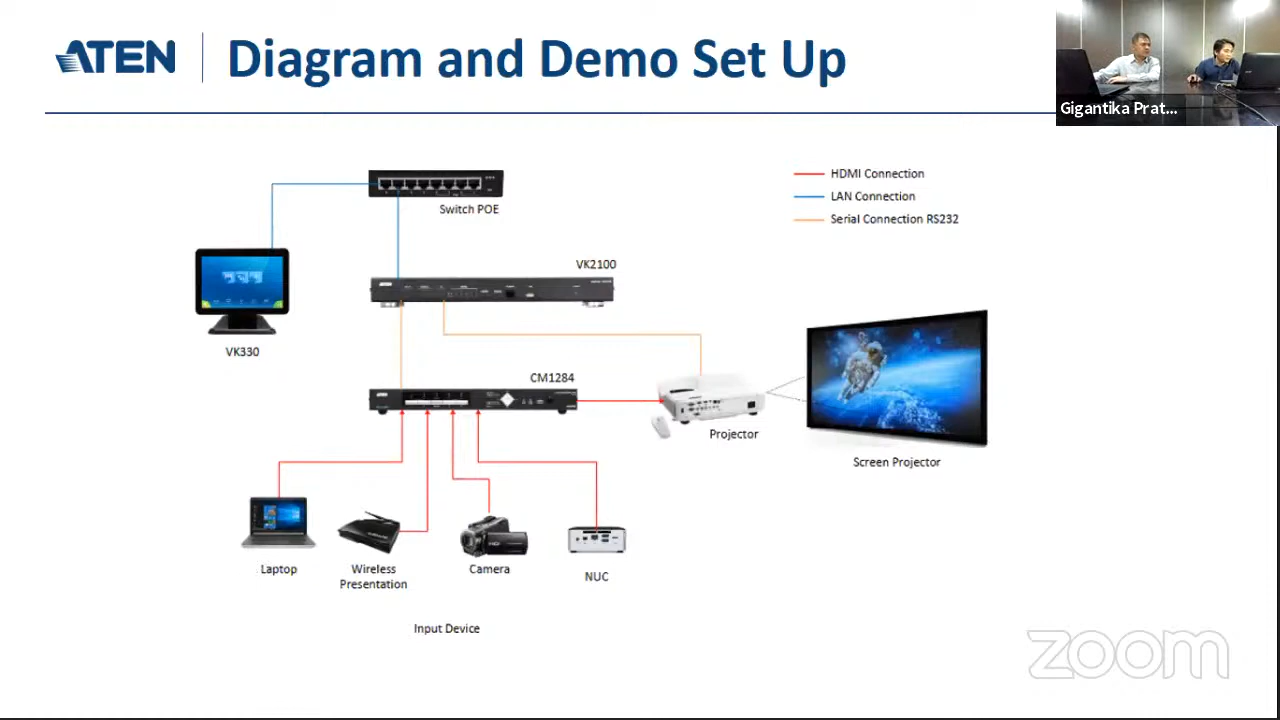 ATEN
Diagram and Demo Set Up
Gigantika Prat...
HDMI Connection
LAN Connection
Serial Connection RS232
Switch POE
VK2100
VK330
CM1284
Projector
Screen Projector
Laptop
Wireless
Presentation
Camera
NUC
Input Device
zoom